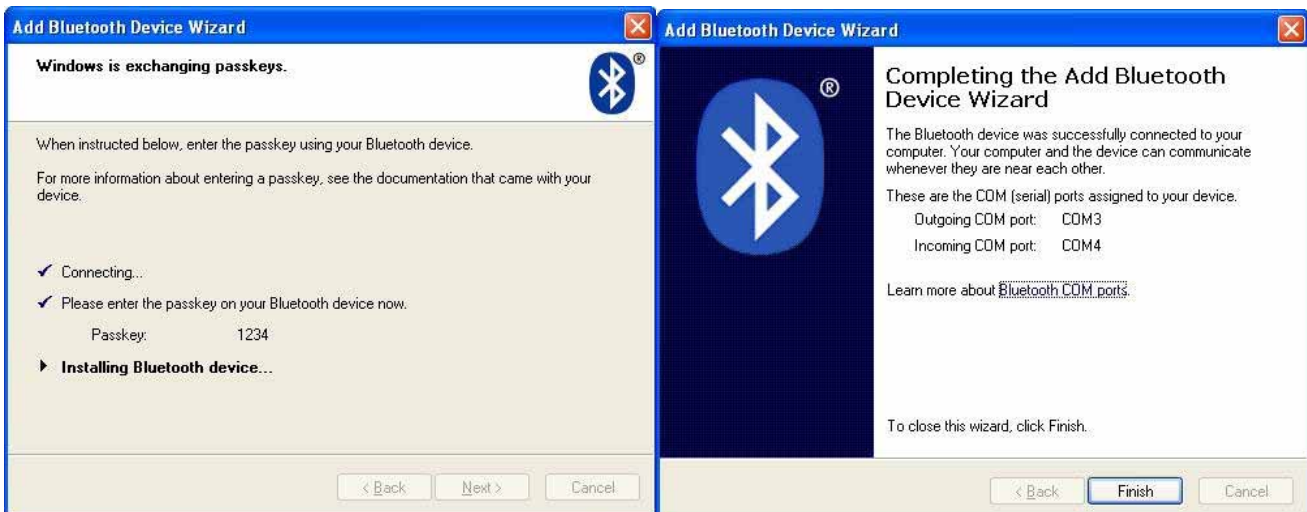 Add Bluetooth Device Wizard
Windows is exchanging passkeys.
®
When instructed below, enter the passkey using your Bluetooth device.
For more information about entering a passkey, see the documentation that came with your
device.
Connecting...
Please enter the passkey on your Bluetooth device now.
Passkey: 1234
Installing Bluetooth device...
< Back Next > Cancel
Add Bluetooth Device Wizard
®
Completing the Add Bluetooth
Device Wizard
The Bluetooth device was successfully connected to your
computer. Your computer and the device can communicate
whenever they are near each other.
These are the COM (serial) ports assigned to your device.
Outgoing COM port: COM3
Incoming COM port: COM4
Learn more about Bluetooth COM ports.
To close this wizard, click Finish.
< Back Finish Cancel